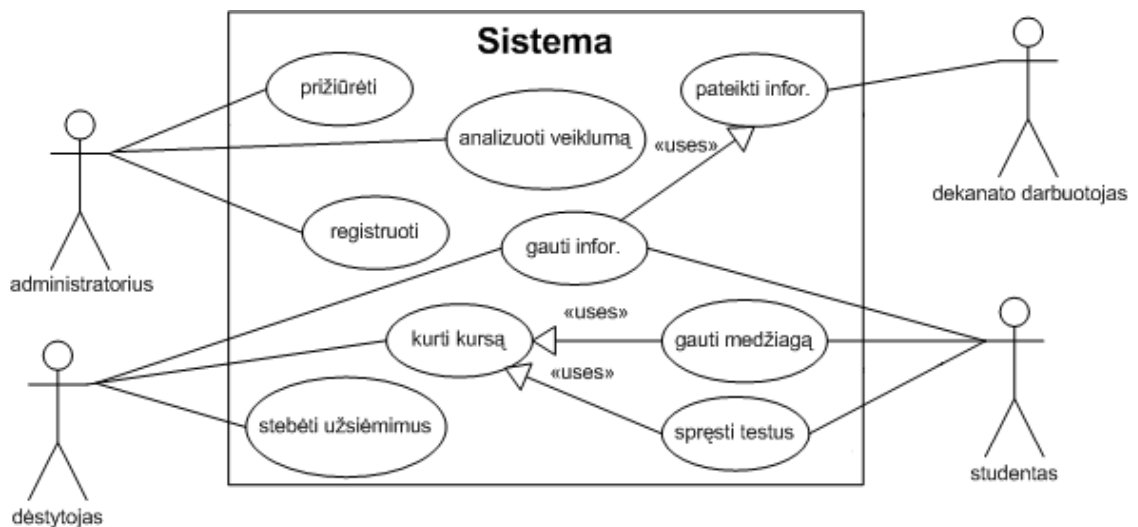 Sistema
prižiūrėti
pateikti infor.
analizuoti veiklumą
«uses»
dekanato darbuotojas
registruoti
gauti infor.
administratorius
«uses»
kurti kursą
gauti medžiagą
«uses»
stebėti užsiėmimus
spręsti testus
studentas
dėstytojas